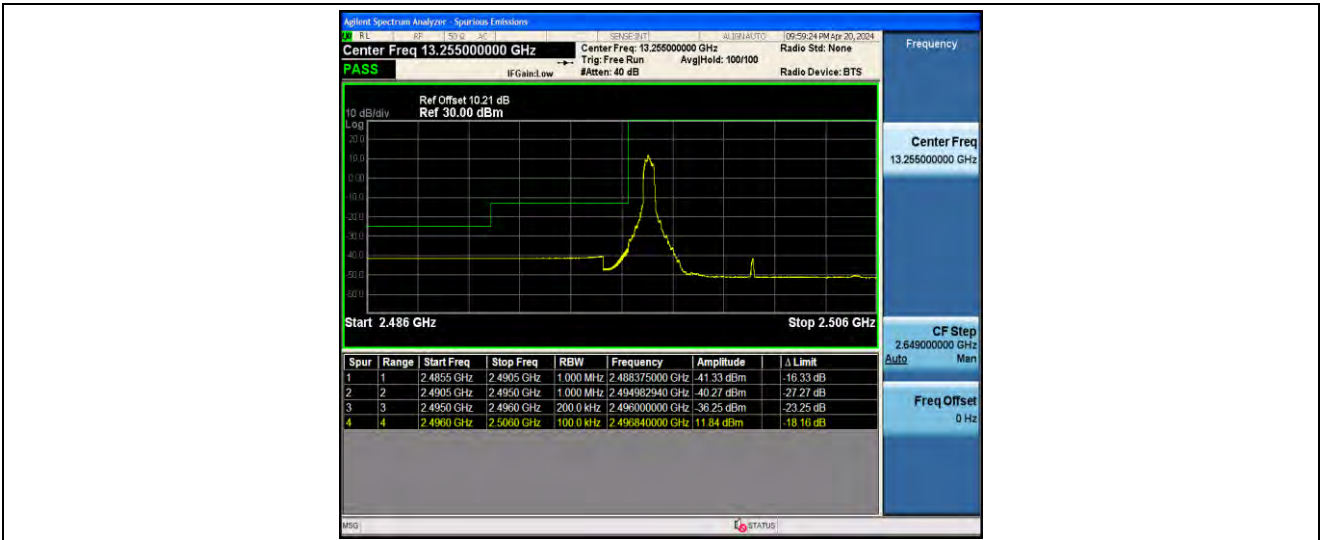 Agilent Spectrum Analyzer - Spurious Emissions
RL RF 50 Ω AC SENSE:INT ALIGNAUTO 09:59:24 PM Apr 20, 2024
Center Freq 13.255000000 GHz Center Freq: 13.255000000 GHz Radio Std: None
Trig: Free Run Avg|Hold: 100/100
PASS IFGain:Low #Atten: 40 dB Radio Device: BTS
Ref Offset 10.21 dB
10 dB/div Ref 30.00 dBm
Log
20.0
10.0
0.00
-10.0
-20.0
-30.0
-40.0
-50.0
-60.0
Start 2.486 GHz Stop 2.506 GHz
Spur Range Start Freq Stop Freq RBW Frequency Amplitude Δ Limit
1 1 2.4855 GHz 2.4905 GHz 1.000 MHz 2.488375000 GHz -41.33 dBm -16.33 dB
2 2 2.4905 GHz 2.4950 GHz 1.000 MHz 2.494982940 GHz -40.27 dBm -27.27 dB
3 3 2.4950 GHz 2.4960 GHz 200.0 kHz 2.496000000 GHz -36.25 dBm -23.25 dB
4 4 2.4960 GHz 2.5060 GHz 100.0 kHz 2.496840000 GHz 11.84 dBm -18.16 dB
MSG STATUS
Frequency
Center Freq
13.255000000 GHz
CF Step
2.649000000 GHz
Auto Man
Freq Offset
0 Hz